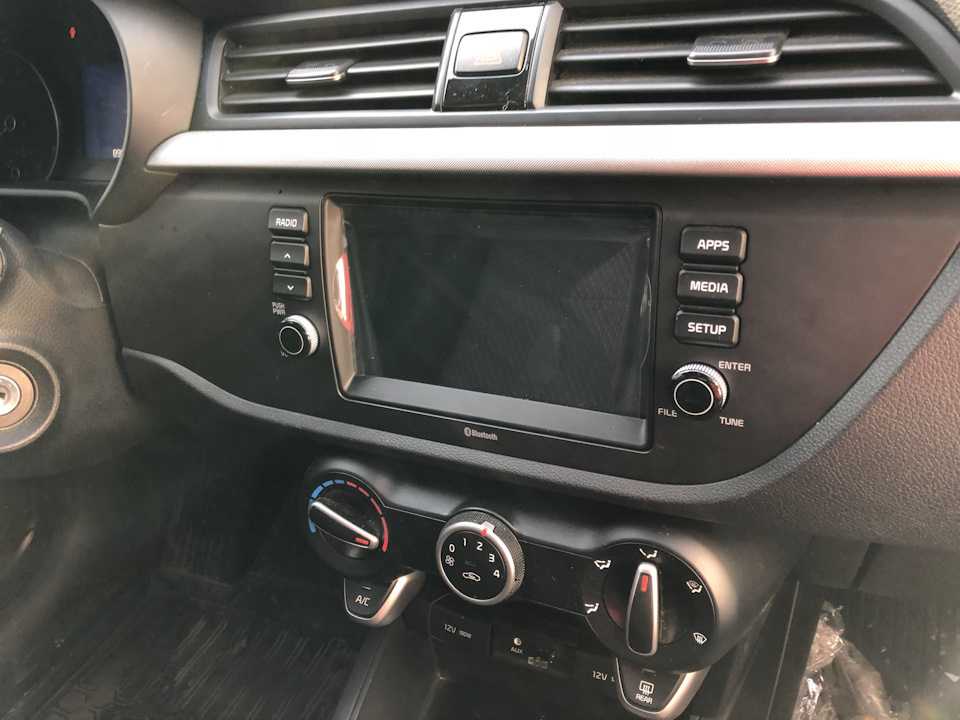 RADIO
PUSH
PWR
APPS
MEDIA
SETUP
ENTER
FILE
TUNE
Bluetooth
0 1 2 3 4
A/C
12V 180W
AUX
12V
REAR